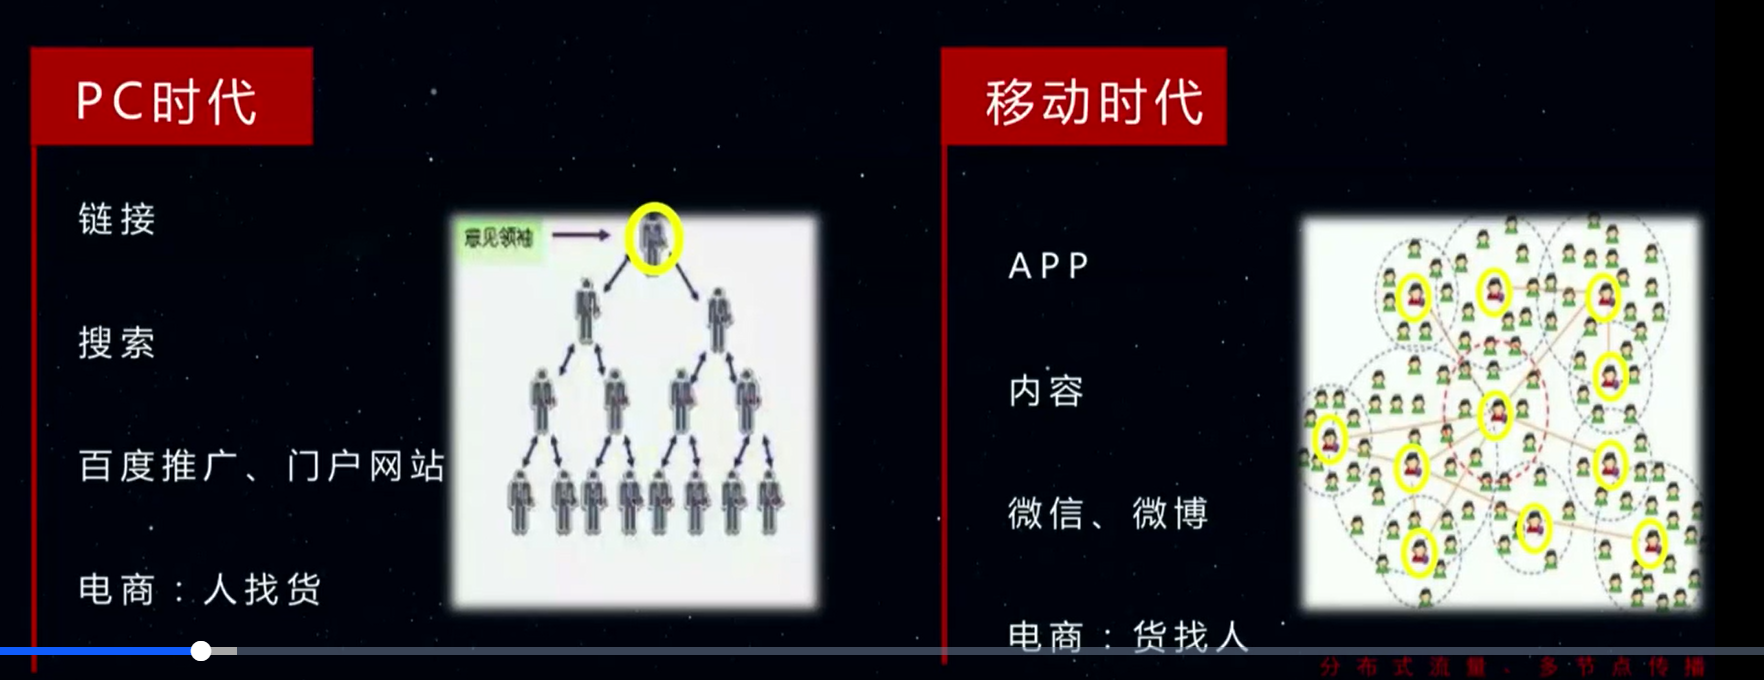 PC时代
链接
搜索
百度推广、门户网站
电商：人找货
意见领袖
移动时代
APP
内容
微信、微博
电商：货找人
分布式流量、多节点传播